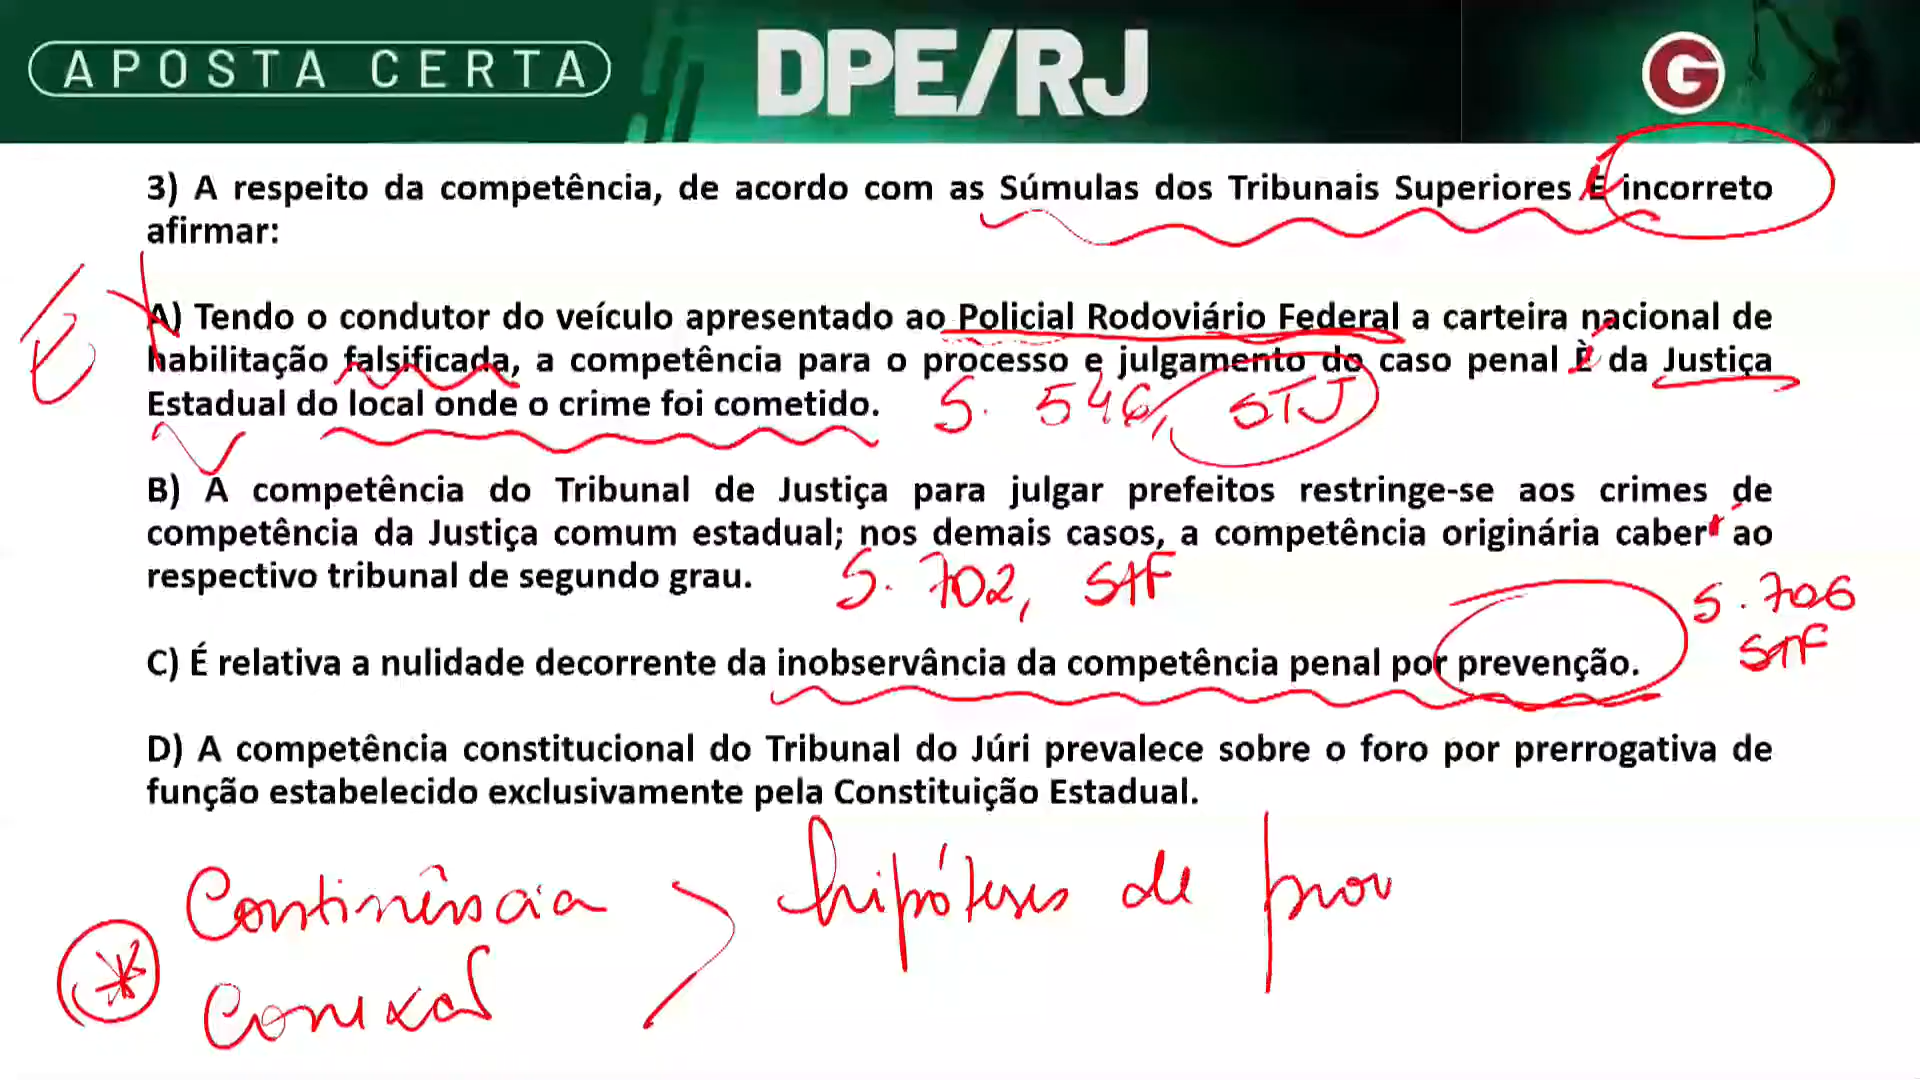 APOSTA CERTA
DPE/RJ
G
3) A respeito da competência, de acordo com as Súmulas dos Tribunais Superiores É incorreto
afirmar:
A) Tendo o condutor do veículo apresentado ao Policial Rodoviário Federal a carteira nacional de
habilitação falsificada, a competência para o processo e julgamento do caso penal È da Justiça
Estadual do local onde o crime foi cometido. S. 546, STJ
B) A competência do Tribunal de Justiça para julgar prefeitos restringe-se aos crimes de
competência da Justiça comum estadual; nos demais casos, a competência originária caber ao
respectivo tribunal de segundo grau. S. 702, STF
S. 706
STF
C) É relativa a nulidade decorrente da inobservância da competência penal por prevenção.
D) A competência constitucional do Tribunal do Júri prevalece sobre o foro por prerrogativa de
função estabelecido exclusivamente pela Constituição Estadual.
Continência hipóteses de pror